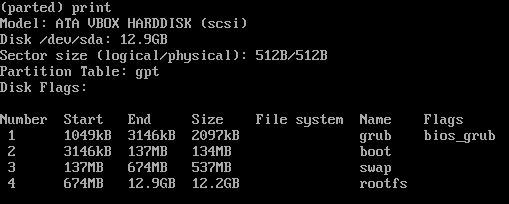 (parted) print
Model: ATA VBOX HARDDISK (scsi)
Disk /dev/sda: 12.9GB
Sector size (logical/physical): 512B/512B
Partition Table: gpt
Disk Flags:

Number  Start   End     Size    File system  Name    Flags
 1      1049kB  3146kB  2097kB               grub    bios_grub
 2      3146kB  137MB   134MB                boot
 3      137MB   674MB   537MB                swap
 4      674MB   12.9GB  12.2GB               rootfs